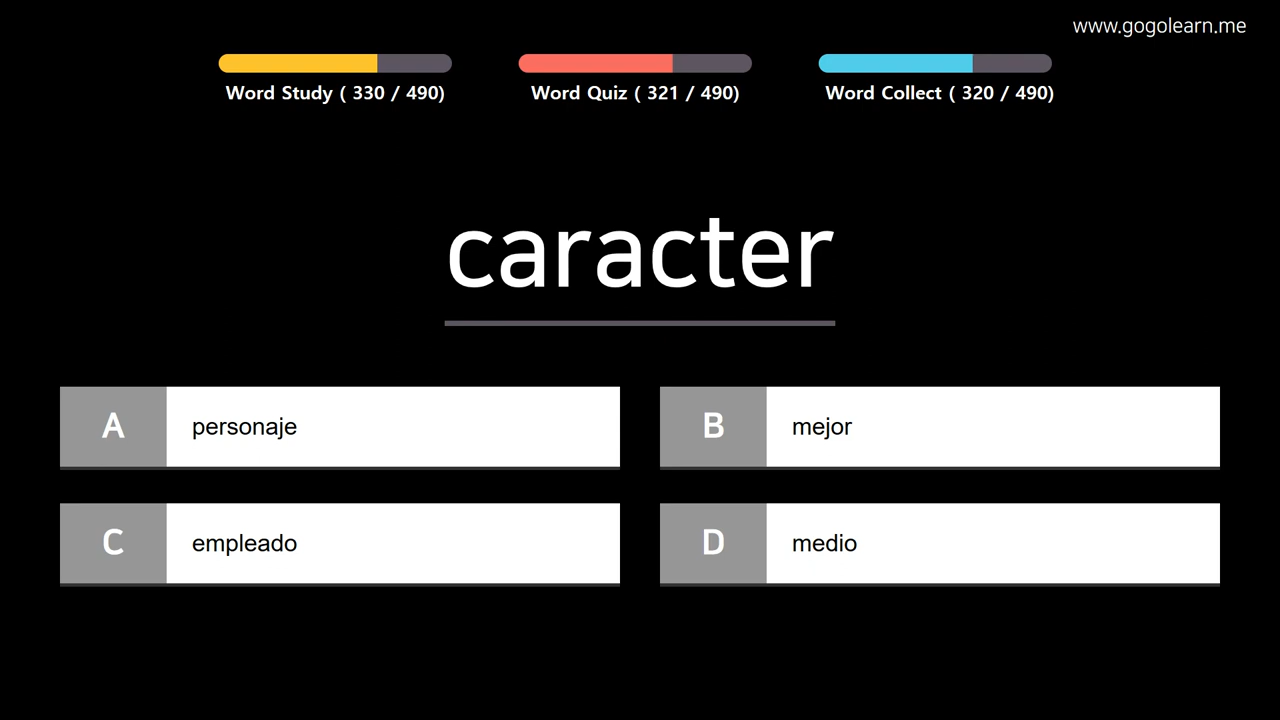 www.gogolearn.me
Word Study ( 330 / 490)
Word Quiz ( 321 / 490)
Word Collect ( 320 / 490)
caracter
A personaje
B mejor
C empleado
D medio